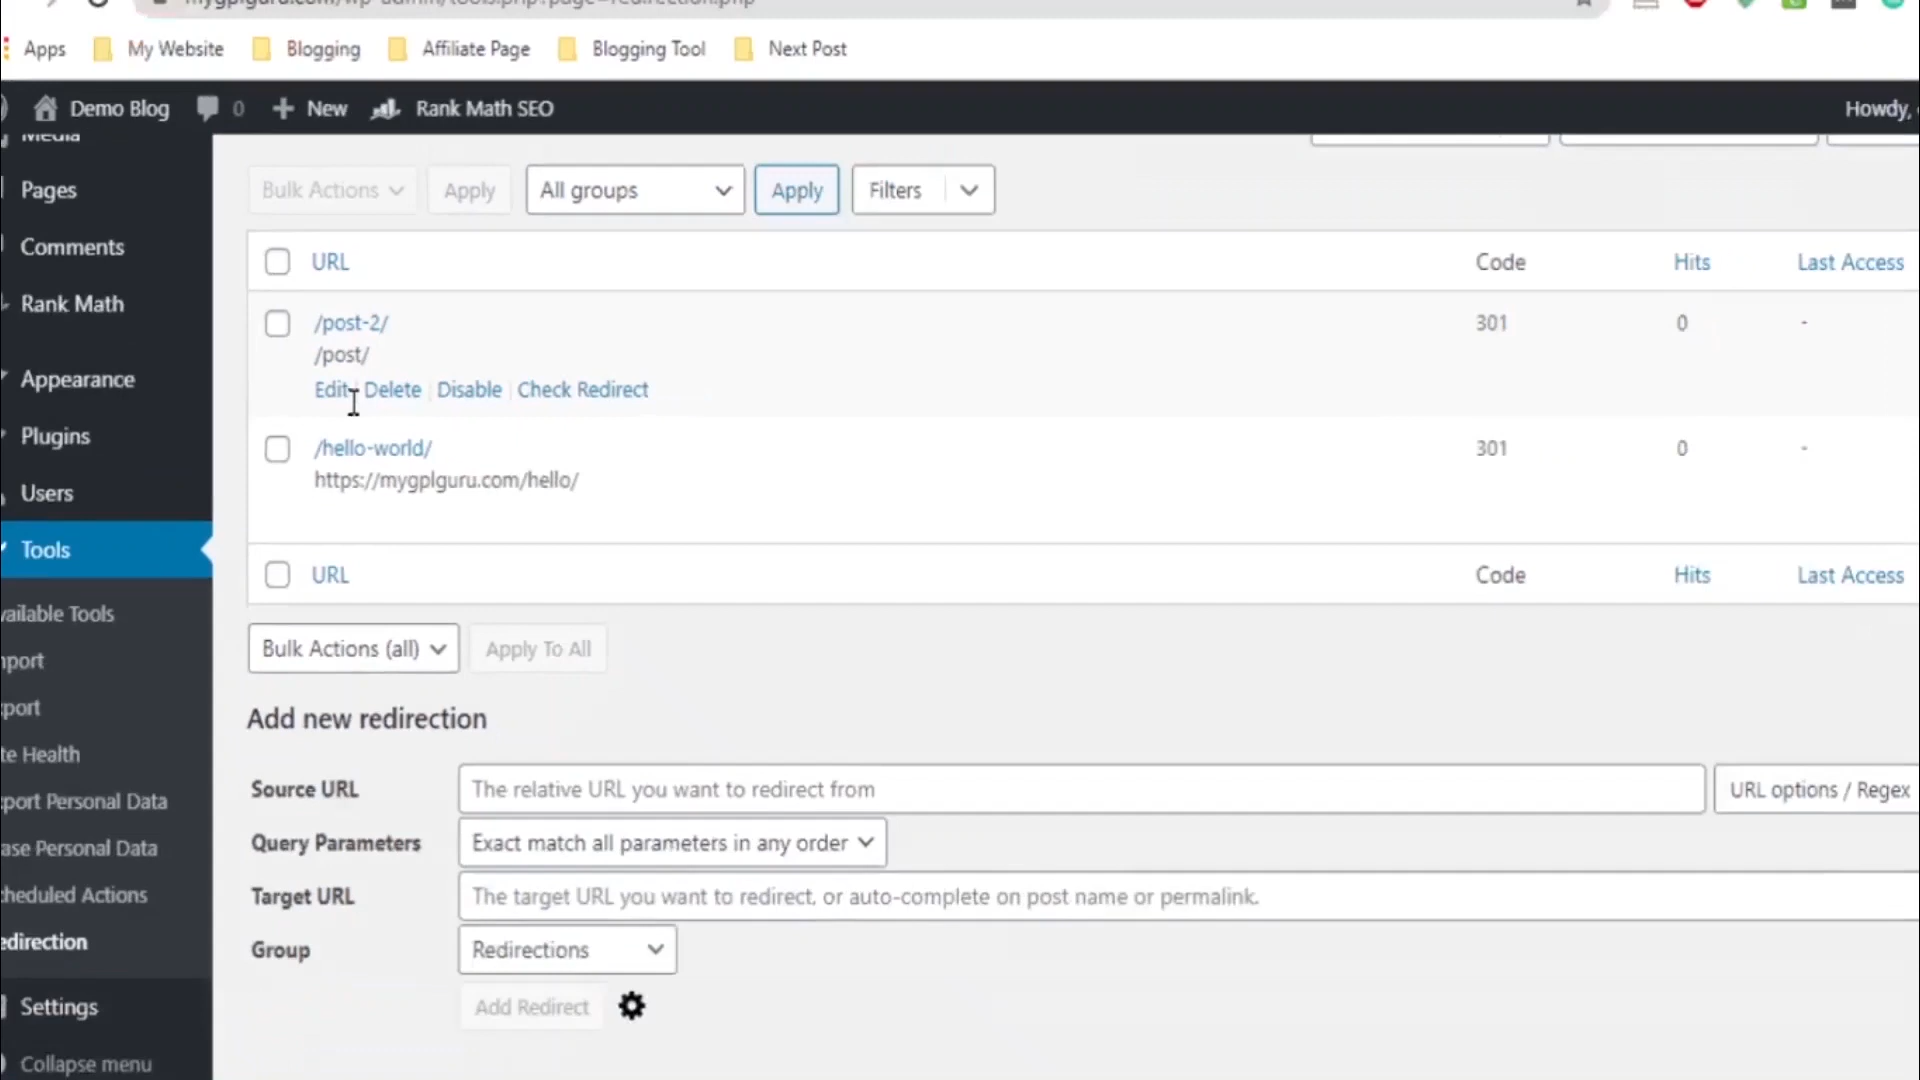 mygplguru.com/wp-admin/tools.php?page=redirection.php
Apps My Website Blogging Affiliate Page Blogging Tool Next Post
Demo Blog 0 New Rank Math SEO Howdy,
Media
Pages
Comments
Rank Math
Appearance
Plugins
Users
Tools
vailable Tools
mport
xport
te Health
xport Personal Data
ase Personal Data
cheduled Actions
edirection
Settings
Collapse menu
Bulk Actions Apply All groups Apply Filters
URL Code Hits Last Access
/post-2/ 301 0 -
/post/
Edit | Delete | Disable | Check Redirect
/hello-world/ 301 0 -
https://mygplguru.com/hello/
URL Code Hits Last Access
Bulk Actions (all) Apply To All
Add new redirection
Source URL The relative URL you want to redirect from URL options / Regex
Query Parameters Exact match all parameters in any order
Target URL The target URL you want to redirect, or auto-complete on post name or permalink.
Group Redirections
Add Redirect